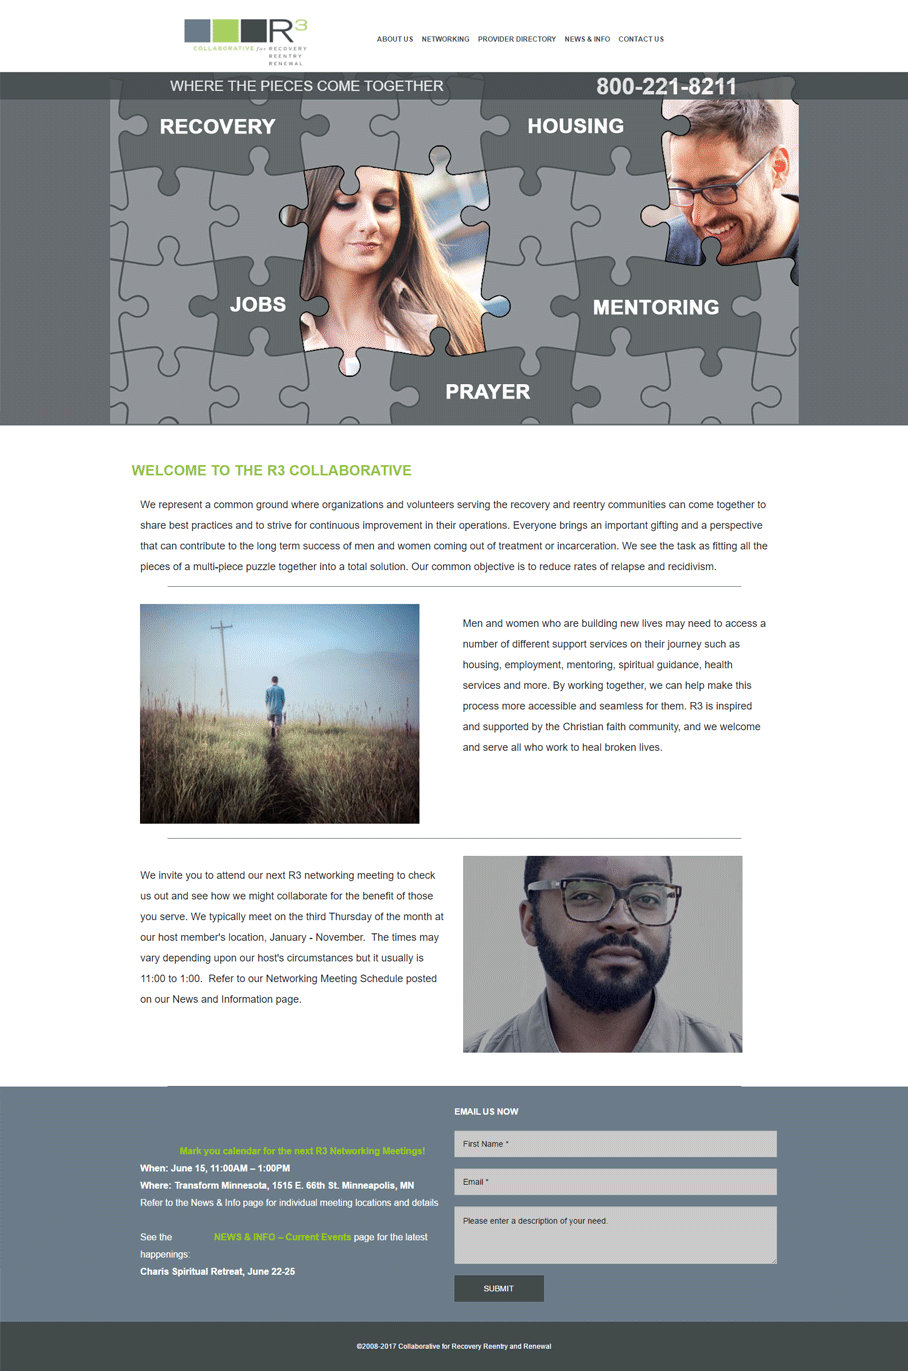 R3
COLLABORATIVE for RECOVERY
REENTRY
RENEWAL
ABOUT US NETWORKING PROVIDER DIRECTORY NEWS & INFO CONTACT US
WHERE THE PIECES COME TOGETHER
800-221-8211
RECOVERY
HOUSING
JOBS
MENTORING
PRAYER
WELCOME TO THE R3 COLLABORATIVE
We represent a common ground where organizations and volunteers serving the recovery and reentry communities can come together to
share best practices and to strive for continuous improvement in their operations. Everyone brings an important gifting and a perspective
that can contribute to the long term success of men and women coming out of treatment or incarceration. We see the task as fitting all the
pieces of a multi-piece puzzle together into a total solution. Our common objective is to reduce rates of relapse and recidivism.
Men and women who are building new lives may need to access a
number of different support services on their journey such as
housing, employment, mentoring, spiritual guidance, health
services and more. By working together, we can help make this
process more accessible and seamless for them. R3 is inspired
and supported by the Christian faith community, and we welcome
and serve all who work to heal broken lives.
We invite you to attend our next R3 networking meeting to check
us out and see how we might collaborate for the benefit of those
you serve. We typically meet on the third Thursday of the month at
our host member's location, January - November. The times may
vary depending upon our host's circumstances but it usually is
11:00 to 1:00. Refer to our Networking Meeting Schedule posted
on our News and Information page.
Mark you calendar for the next R3 Networking Meetings!
When: June 15, 11:00AM – 1:00PM
Where: Transform Minnesota, 1515 E. 66th St. Minneapolis, MN
Refer to the News & Info page for individual meeting locations and details
See the NEWS & INFO – Current Events page for the latest
happenings:
Charis Spiritual Retreat, June 22-25
EMAIL US NOW
First Name *
Email *
Please enter a description of your need.
SUBMIT
©2008-2017 Collaborative for Recovery Reentry and Renewal